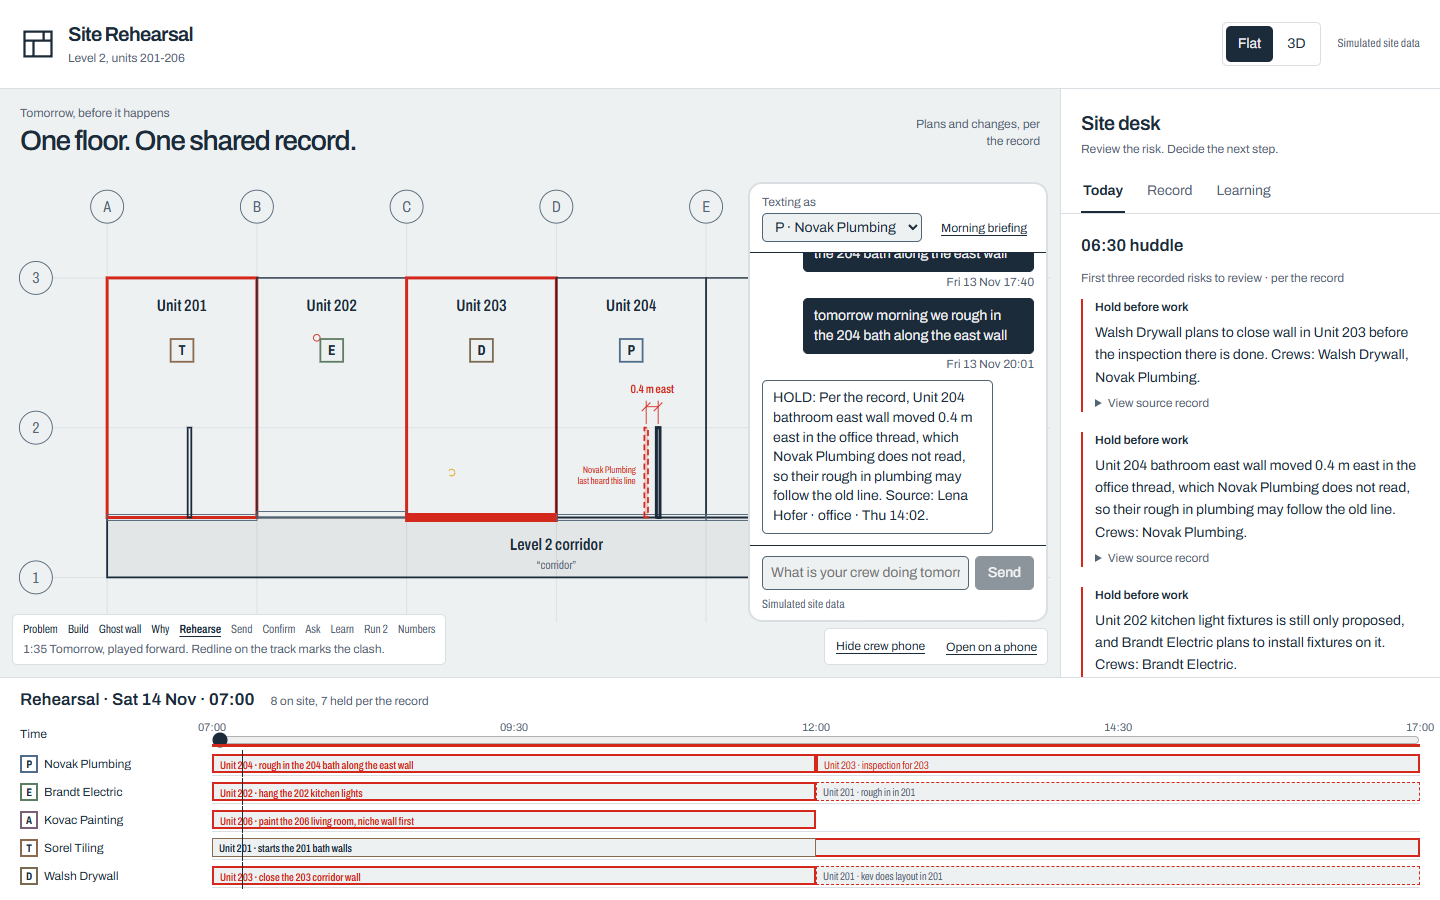 Site Rehearsal
Level 2, units 201-206
Flat
3D
Simulated site data
Tomorrow, before it happens
One floor. One shared record.
Plans and changes, per
the record
A
B
C
D
E
3
2
1
Unit 201
Unit 202
Unit 203
Unit 204
T
E
D
P
0.4 m east
Novak Plumbing
last heard this line
Level 2 corridor
“corridor”
Texting as
P · Novak Plumbing
Morning briefing
the 204 bath along the east wall
Fri 13 Nov 17:40
tomorrow morning we rough in
the 204 bath along the east wall
Fri 13 Nov 20:01
HOLD: Per the record, Unit 204
bathroom east wall moved 0.4 m
east in the office thread, which
Novak Plumbing does not read,
so their rough in plumbing may
follow the old line. Source: Lena
Hofer · office · Thu 14:02.
What is your crew doing tomorr
Send
Simulated site data
Problem Build Ghost wall Why Rehearse Send Confirm Ask Learn Run 2 Numbers
1:35 Tomorrow, played forward. Redline on the track marks the clash.
Hide crew phone
Open on a phone
Site desk
Review the risk. Decide the next step.
Today
Record
Learning
06:30 huddle
First three recorded risks to review · per the record
Hold before work
Walsh Drywall plans to close wall in Unit 203 before
the inspection there is done. Crews: Walsh Drywall,
Novak Plumbing.
View source record
Hold before work
Unit 204 bathroom east wall moved 0.4 m east in the
office thread, which Novak Plumbing does not read,
so their rough in plumbing may follow the old line.
Crews: Novak Plumbing.
View source record
Hold before work
Unit 202 kitchen light fixtures is still only proposed,
and Brandt Electric plans to install fixtures on it.
Crews: Brandt Electric.
Rehearsal · Sat 14 Nov · 07:00
8 on site, 7 held per the record
Time
07:00
09:30
12:00
14:30
17:00
P Novak Plumbing
Unit 204 · rough in the 204 bath along the east wall
Unit 203 · inspection for 203
E Brandt Electric
Unit 202 · hang the 202 kitchen lights
Unit 201 · rough in in 201
A Kovac Painting
Unit 206 · paint the 206 living room, niche wall first
T Sorel Tiling
Unit 201 · starts the 201 bath walls
D Walsh Drywall
Unit 203 · close the 203 corridor wall
Unit 201 · kev does layout in 201